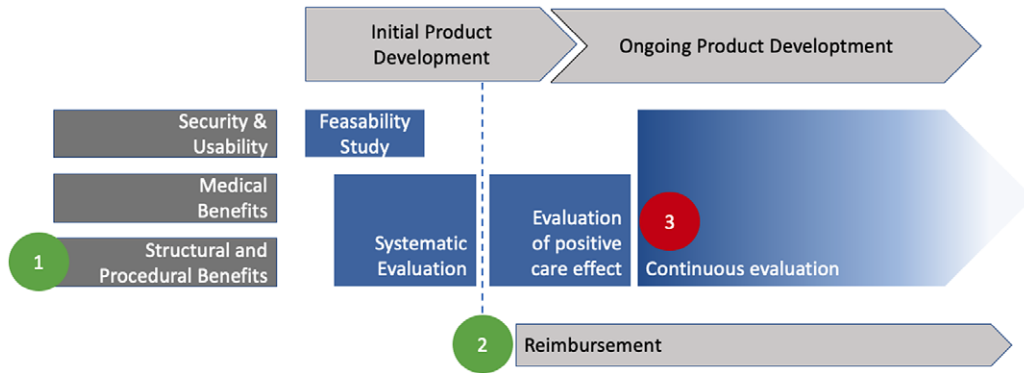 Initial Product
Development
Ongoing Product Developtment
Security &
Usability
Feasability
Study
Medical
Benefits
1
Structural and
Procedural Benefits
Systematic
Evaluation
Evaluation
of positive
care effect
3
Continuous evaluation
2
Reimbursement